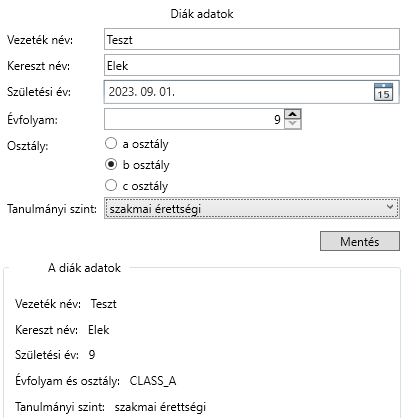 Diák adatok
Vezeték név: Teszt
Kereszt név: Elek
Születési év: 2023. 09. 01. 15
Évfolyam: 9
Osztály: a osztály
b osztály
c osztály
Tanulmányi szint: szakmai érettségi
Mentés
A diák adatok
Vezeték név: Teszt
Kereszt név: Elek
Születési év: 9
Évfolyam és osztály: CLASS_A
Tanulmányi szint: szakmai érettségi